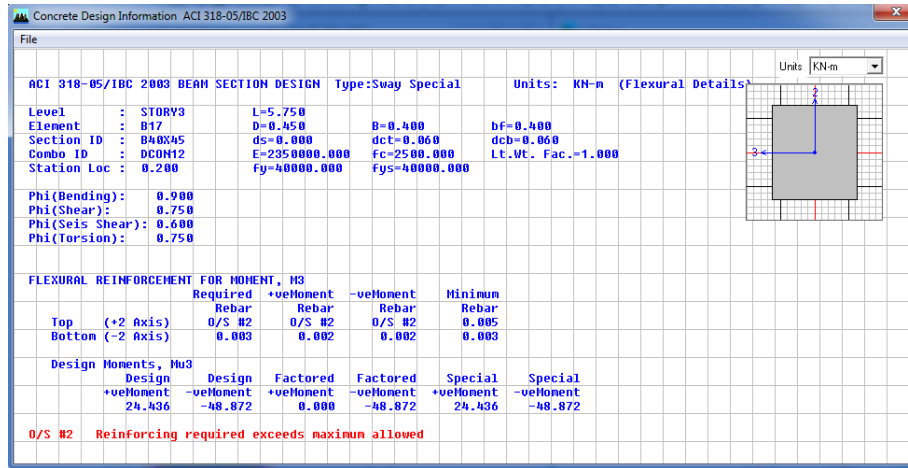 Concrete Design Information ACI 318-05/IBC 2003
File
Units KN-m
ACI 318-05/IBC 2003 BEAM SECTION DESIGN Type:Sway Special Units: KN-m (Flexural Details)
Level : STORY3 L=5.750
Element : B17 D=0.450 B=0.400 bf=0.400
Section ID : B40X45 ds=0.000 dct=0.060 dcb=0.060
Combo ID : DCON12 E=2350000.000 fc=2500.000 Lt.Wt. Fac.=1.000
Station Loc : 0.200 fy=40000.000 fys=40000.000
2
3
Phi(Bending): 0.900
Phi(Shear): 0.750
Phi(Seis Shear): 0.600
Phi(Torsion): 0.750
FLEXURAL REINFORCEMENT FOR MOMENT, M3
Required +veMoment -veMoment Minimum
Rebar Rebar Rebar Rebar
Top (+2 Axis) O/S #2 O/S #2 O/S #2 0.005
Bottom (-2 Axis) 0.003 0.002 0.002 0.003
Design Moments, Mu3
Design Design Factored Factored Special Special
+veMoment -veMoment +veMoment -veMoment +veMoment -veMoment
24.436 -48.872 0.000 -48.872 24.436 -48.872
O/S #2 Reinforcing required exceeds maximum allowed